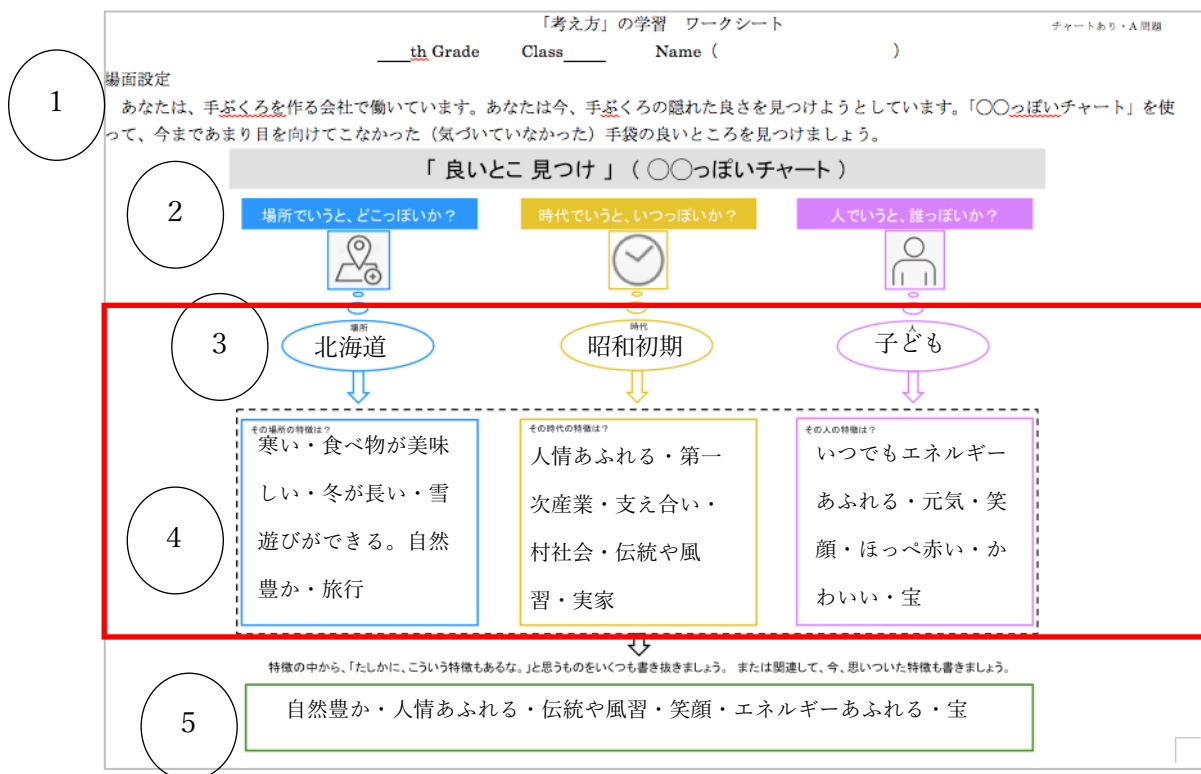 「考え方」の学習　ワークシート
チャートあり・A 問題
____th Grade　Class_____　Name（　　　　　　　　　　）
1
場面設定
あなたは、手ぶくろを作る会社で働いています。あなたは今、手ぶくろの隠れた良さを見つけようとしています。「〇〇っぽいチャート」を使
って、今まであまり目を向けてこなかった（気づいていなかった）手袋の良いところを見つけましょう。
「 良いとこ 見つけ 」（ 〇〇っぽいチャート ）
2
場所でいうと、どこっぽいか？
時代でいうと、いつっぽいか？
人でいうと、誰っぽいか？
3
場所
北海道
時代
昭和初期
人
子ども
4
その場所の特徴は？
寒い・食べ物が美味
しい・冬が長い・雪
遊びができる。自然
豊か・旅行
その時代の特徴は？
人情あふれる・第一
次産業・支え合い・
村社会・伝統や風
習・実家
その人の特徴は？
いつでもエネルギー
あふれる・元気・笑
顔・ほっぺ赤い・か
わいい・宝
特徴の中から、「たしかに、こういう特徴もあるな。」と思うものをいくつも書き抜きましょう。 または関連して、今、思いついた特徴も書きましょう。
5
自然豊か・人情あふれる・伝統や風習・笑顔・エネルギーあふれる・宝